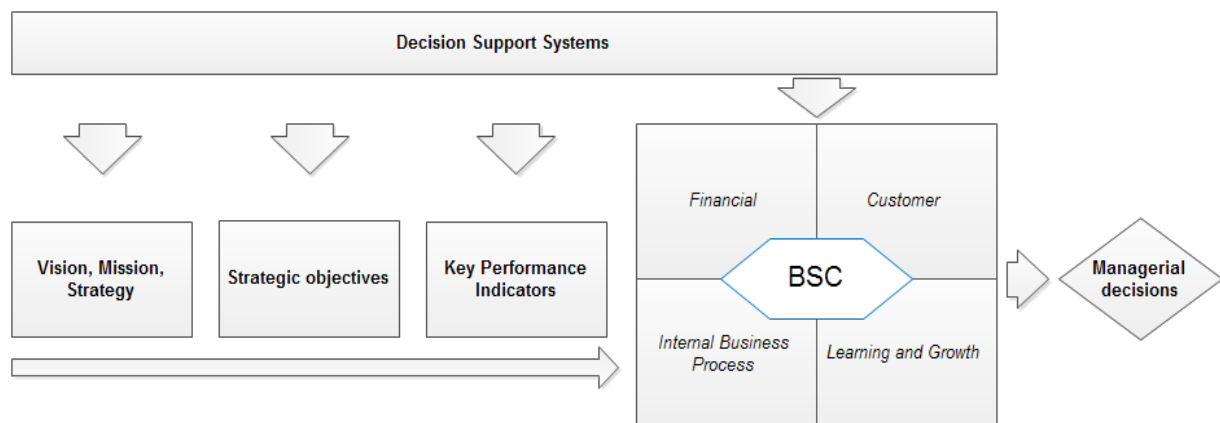 Decision Support Systems
Financial
Customer
Vision, Mission,
Strategy
Strategic objectives
Key Performance
Indicators
BSC
Managerial
decisions
Internal Business
Process
Learning and Growth